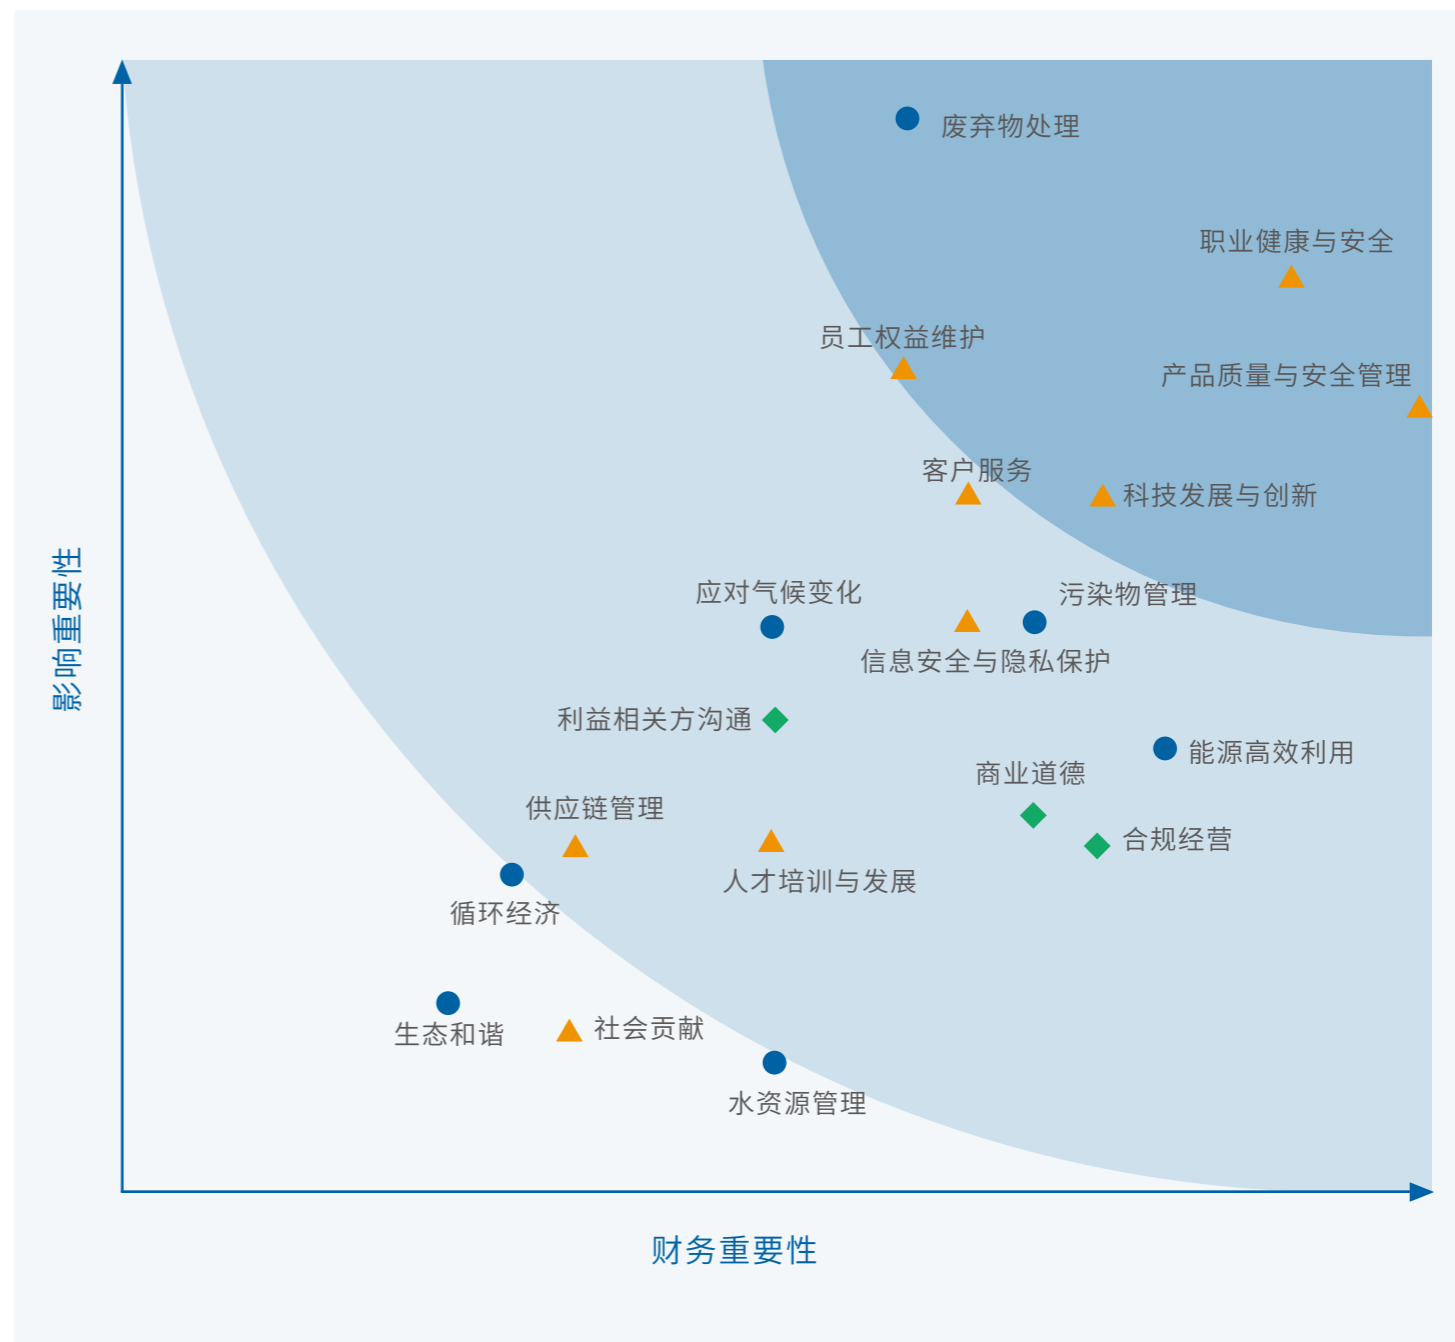 废弃物处理
职业健康与安全
员工权益维护
产品质量与安全管理
客户服务
科技发展与创新
应对气候变化
污染物管理
信息安全与隐私保护
利益相关方沟通
能源高效利用
商业道德
供应链管理
合规经营
人才培训与发展
循环经济
生态和谐
社会贡献
水资源管理
影响重要性
财务重要性